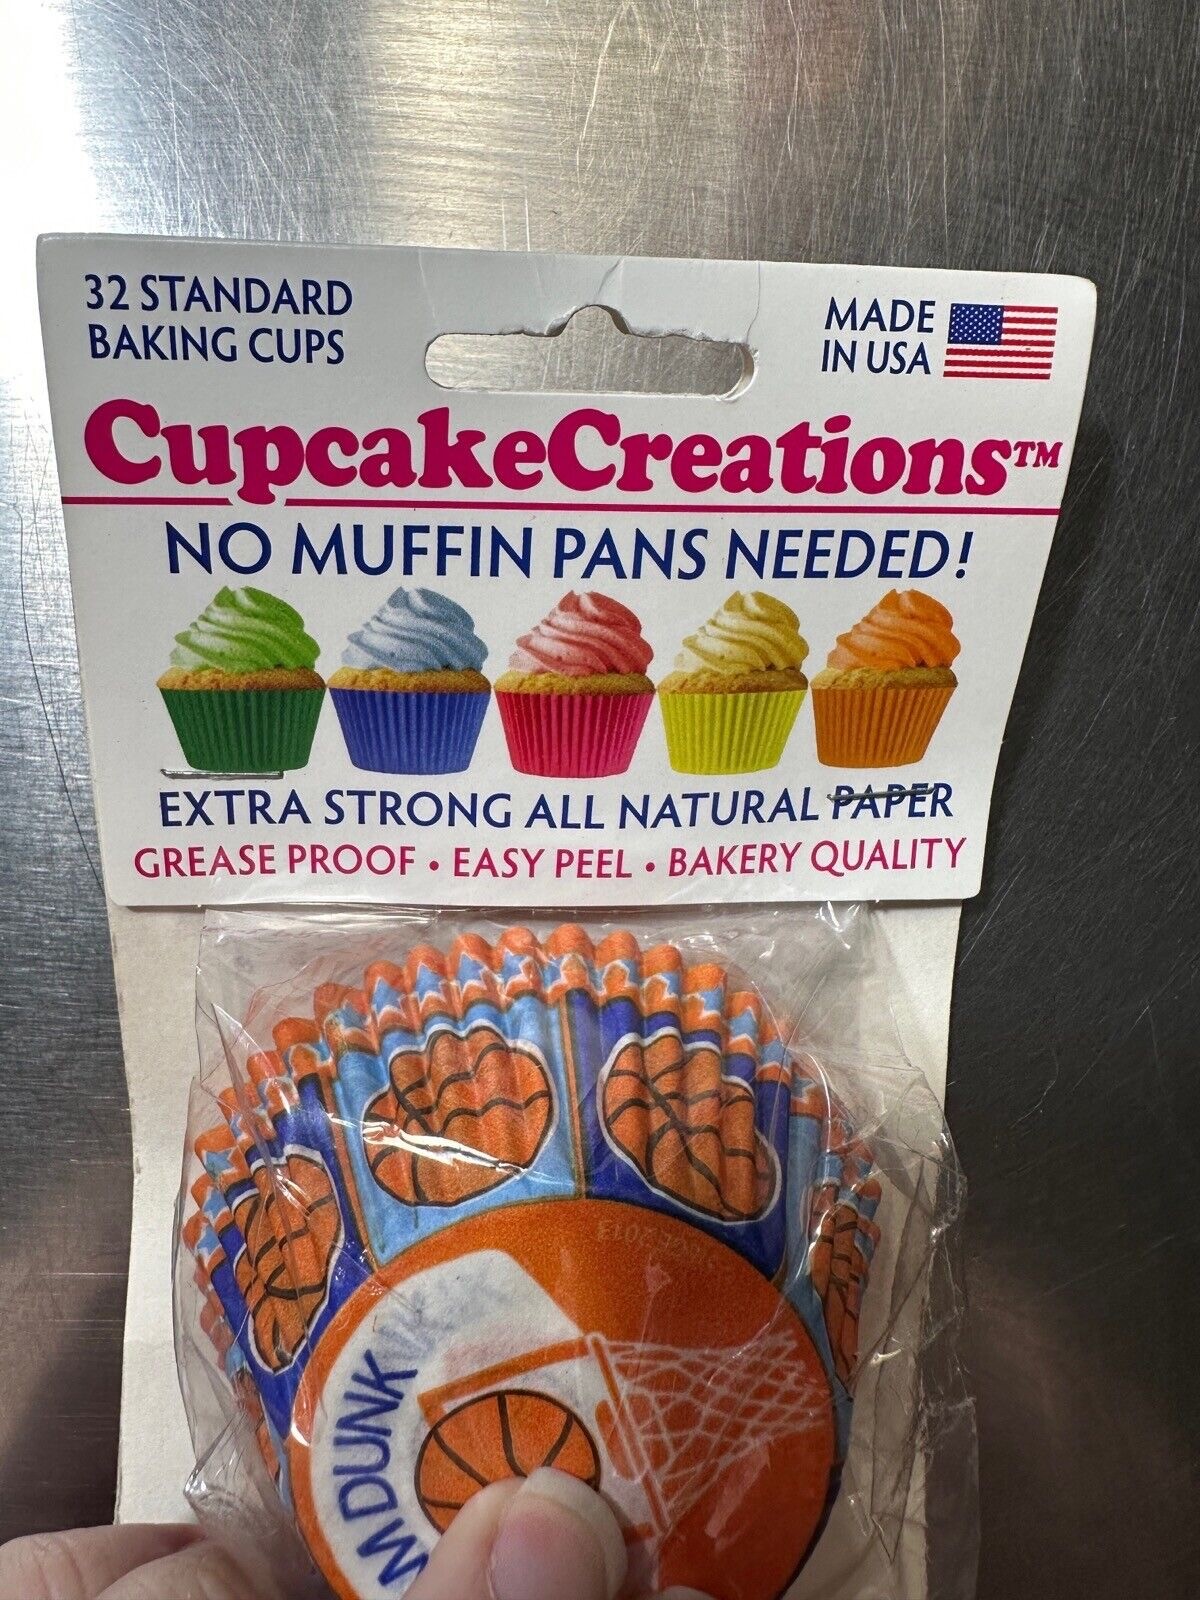 32 STANDARD
BAKING CUPS
MADE
IN USA
CupcakeCreations™
NO MUFFIN PANS NEEDED!
EXTRA STRONG ALL NATURAL PAPER
GREASE PROOF • EASY PEEL • BAKERY QUALITY
2013
M DUNK